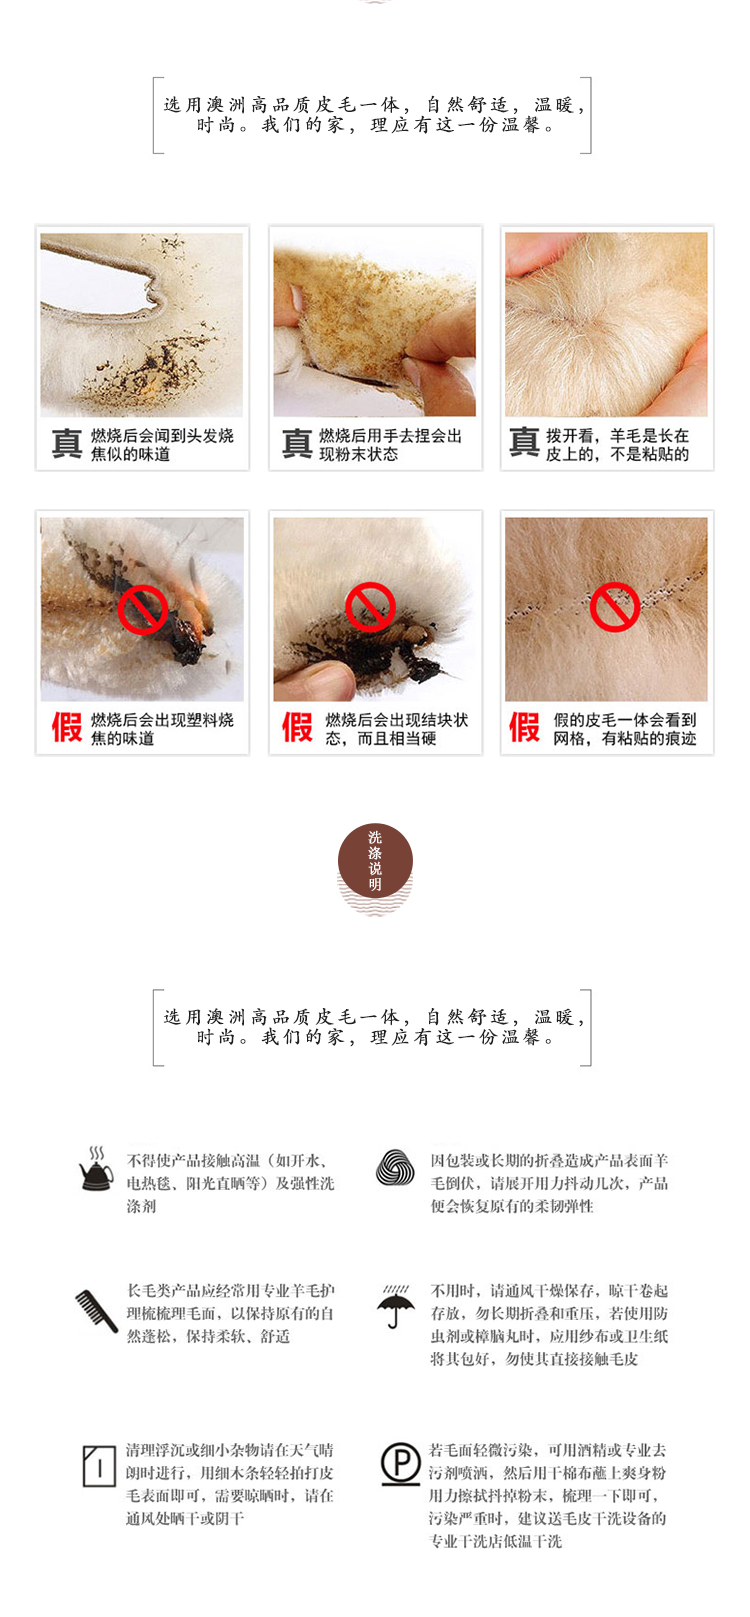 选用澳洲高品质皮毛一体，自然舒适，温暖，
时尚。我们的家，理应有这一份温馨。
真
燃烧后会闻到头发烧
焦似的味道
真
燃烧后用手去捏会出
现粉末状态
真
拨开看，羊毛是长在
皮上的，不是粘贴的
假
燃烧后会出现塑料烧
焦的味道
假
燃烧后会出现结块状
态，而且相当硬
假
假的皮毛一体会看到
网格，有粘贴的痕迹
洗涤说明
选用澳洲高品质皮毛一体，自然舒适，温暖，
时尚。我们的家，理应有这一份温馨。
不得使产品接触高温（如开水、
电热毯、阳光直晒等）及强性洗
涤剂
因包装或长期的折叠造成产品表面羊
毛倒伏，请展开用力抖动几次，产品
便会恢复原有的柔韧弹性
长毛类产品应经常用专业羊毛护
理梳梳理毛面，以保持原有的自
然蓬松，保持柔软、舒适
不用时，请通风干燥保存，晾干卷起
存放，勿长期折叠和重压，若使用防
虫剂或樟脑丸时，应用纱布或卫生纸
将其包好，勿使其直接接触毛皮
清理浮沉或细小杂物请在天气晴
朗时进行，用细木条轻轻拍打皮
毛表面即可，需要晾晒时，请在
通风处晒干或阴干
P
若毛面轻微污染，可用酒精或专业去
污剂喷洒，然后用干棉布蘸上爽身粉
用力擦拭抖掉粉末，梳理一下即可，
污染严重时，建议送毛皮干洗设备的
专业干洗店低温干洗